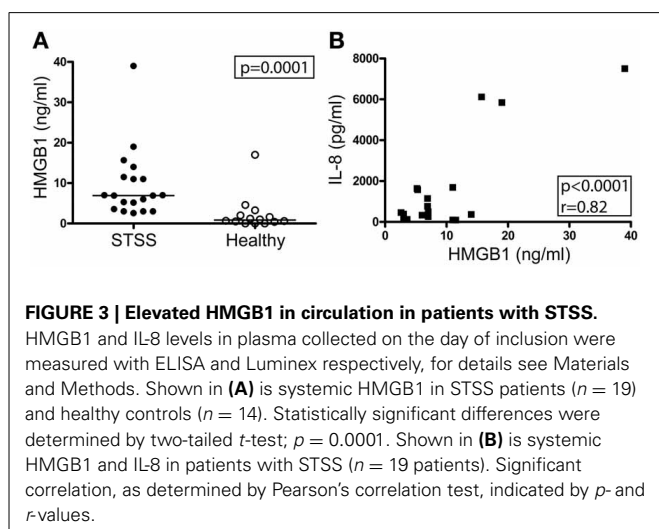 A
B
p=0.0001
HMGB1 (ng/ml)
40
30
20
10
0
STSS
Healthy
IL-8 (pg/ml)
8000
6000
4000
2000
0
p<0.0001
r=0.82
0
10
20
30
40
HMGB1 (ng/ml)
FIGURE 3 | Elevated HMGB1 in circulation in patients with STSS.
HMGB1 and IL-8 levels in plasma collected on the day of inclusion were
measured with ELISA and Luminex respectively, for details see Materials
and Methods. Shown in (A) is systemic HMGB1 in STSS patients (n = 19)
and healthy controls (n = 14). Statistically significant differences were
determined by two-tailed t-test; p = 0.0001. Shown in (B) is systemic
HMGB1 and IL-8 in patients with STSS (n = 19 patients). Significant
correlation, as determined by Pearson's correlation test, indicated by p- and
r-values.